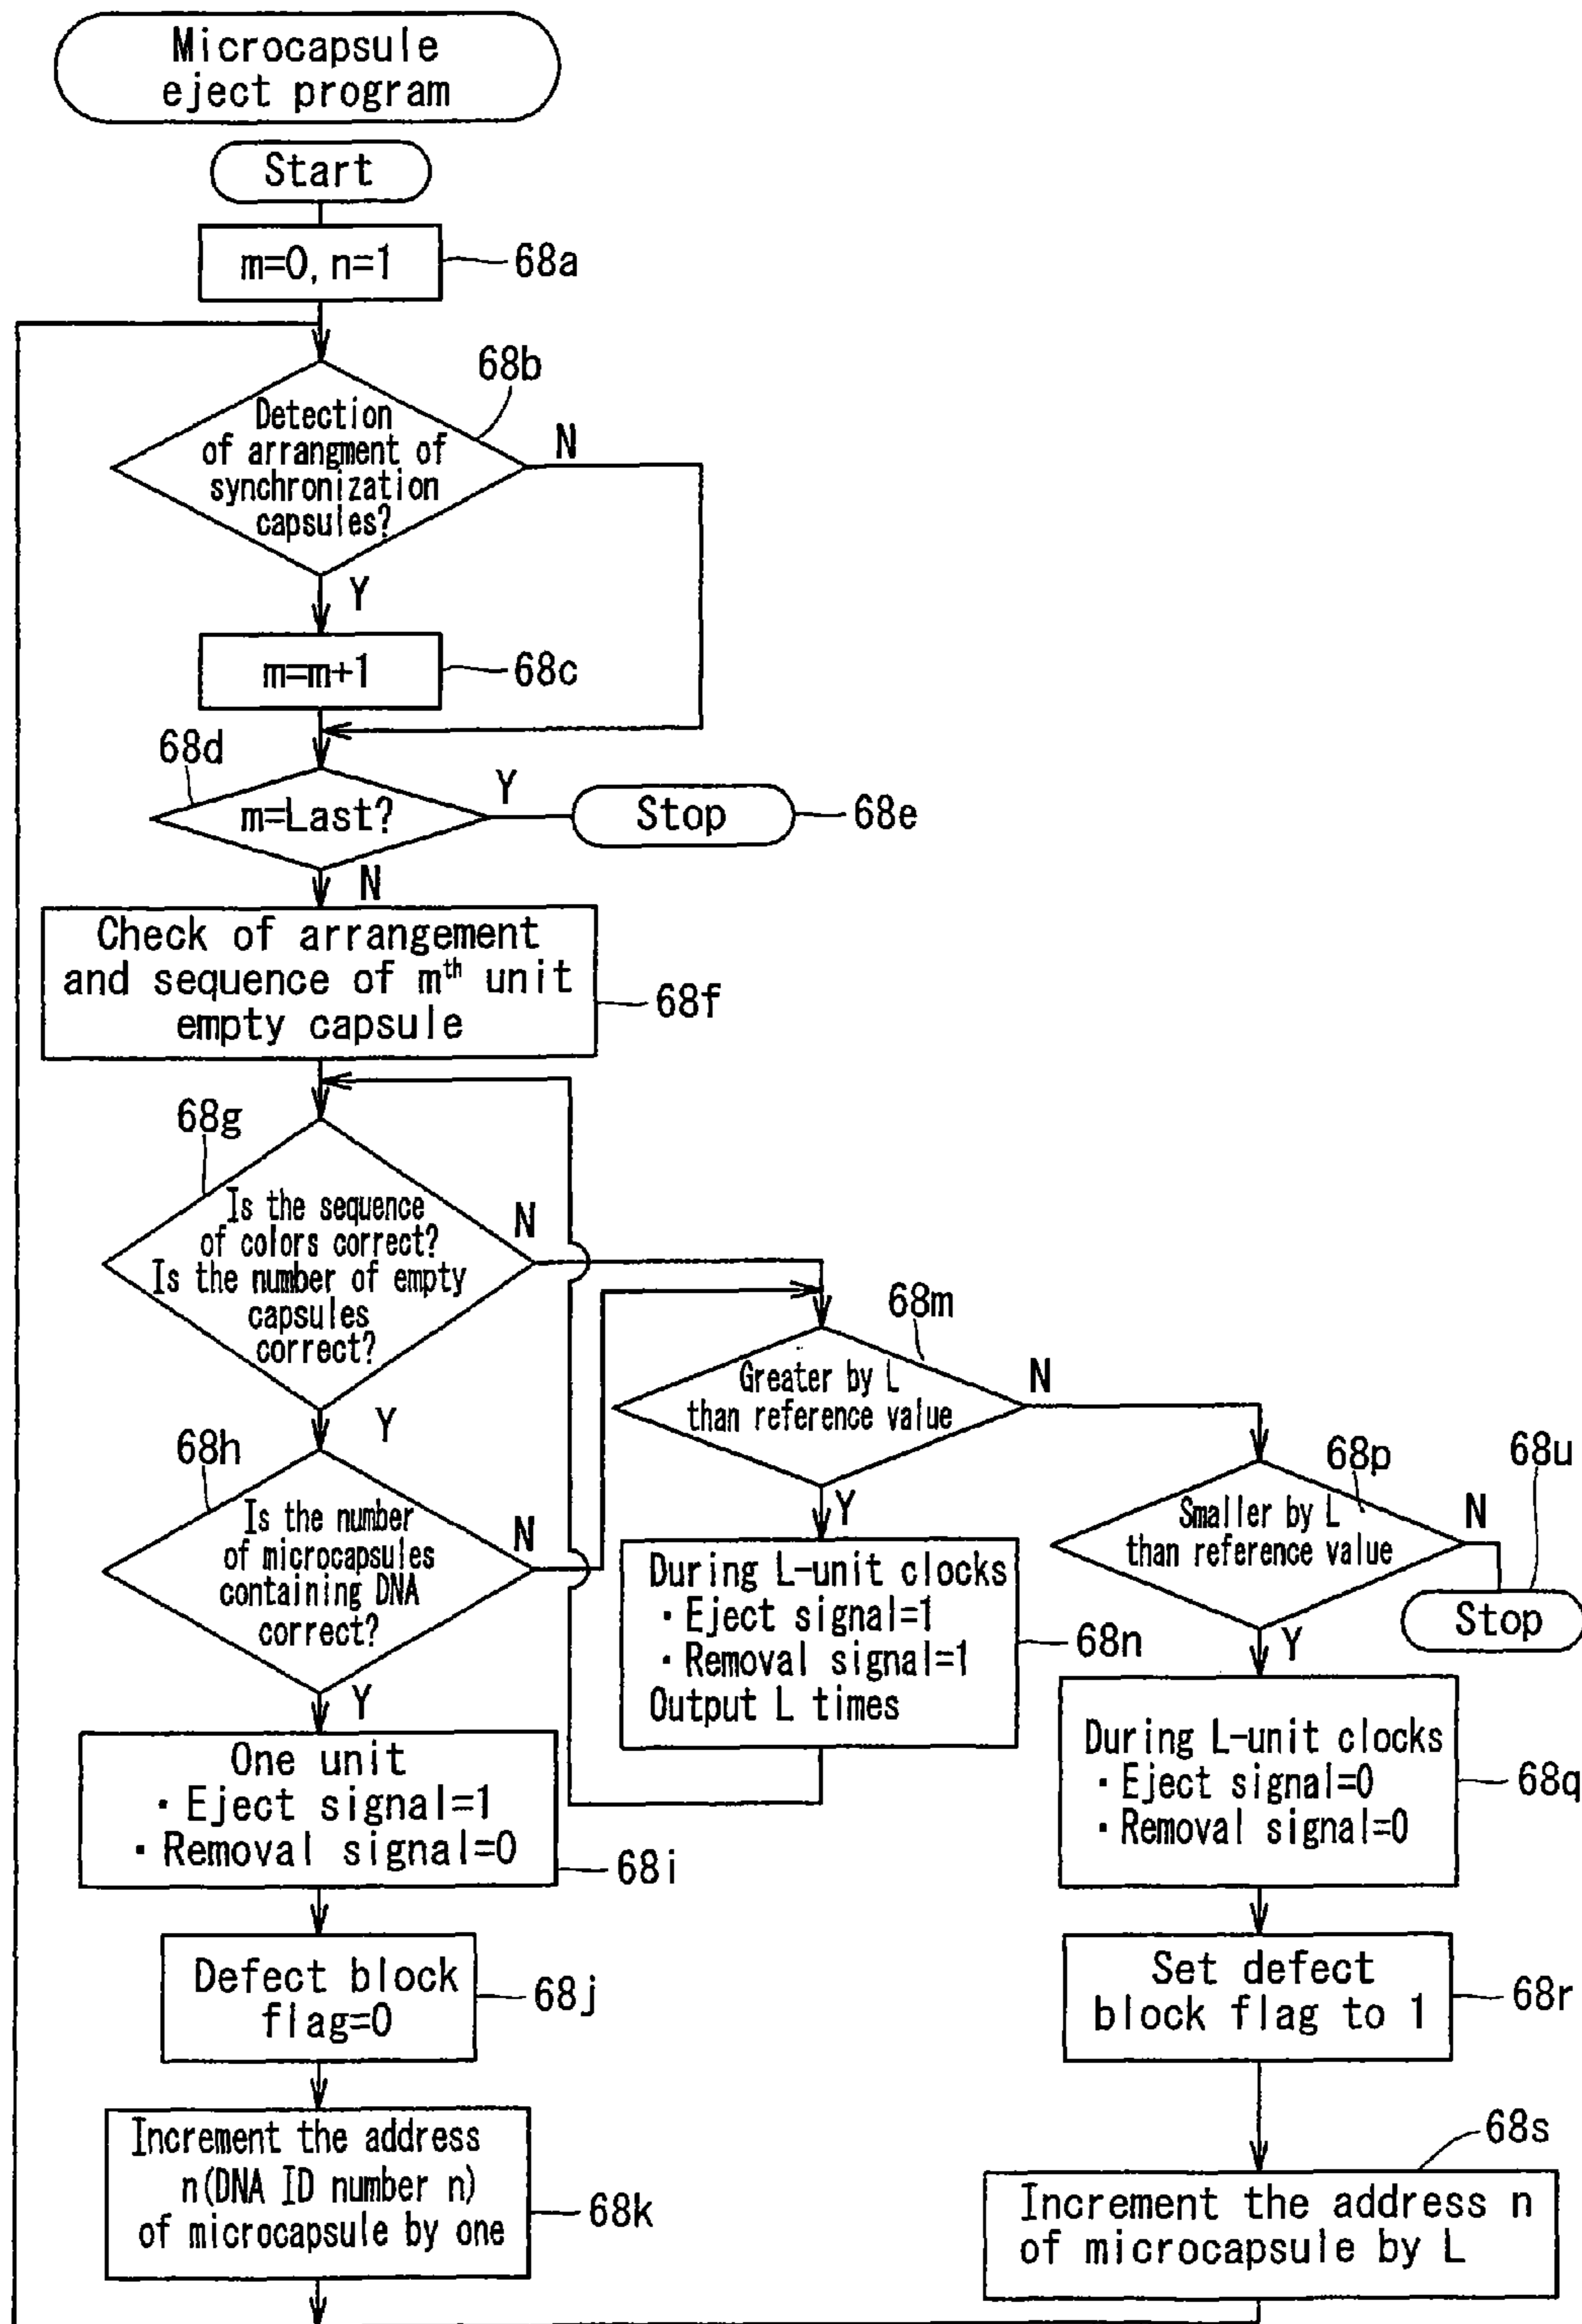 Microcapsule
eject program
Start
m=0, n=1
68a
68b
Detection
of arrangment of
synchronization
capsules?
N
Y
m=m+1
68c
68d
m=Last?
Y
Stop
68e
N
Check of arrangement
and sequence of mth unit
empty capsule
68f
68g
Is the sequence
of colors correct?
Is the number of empty
capsules
correct?
N
Y
68h
Is the number
of microcapsules
containing DNA
correct?
N
Y
One unit
・Eject signal=1
・Removal signal=0
68i
Defect block
flag=0
68j
Increment the address
n(DNA ID number n)
of microcapsule by one
68k
68m
Greater by L
than reference value
N
Y
During L-unit clocks
・Eject signal=1
・Removal signal=1
Output L times
68n
68p
Smaller by L
than reference value
N
68u
Stop
Y
During L-unit clocks
・Eject signal=0
・Removal signal=0
68q
Set defect
block flag to 1
68r
68s
Increment the address n
of microcapsule by L